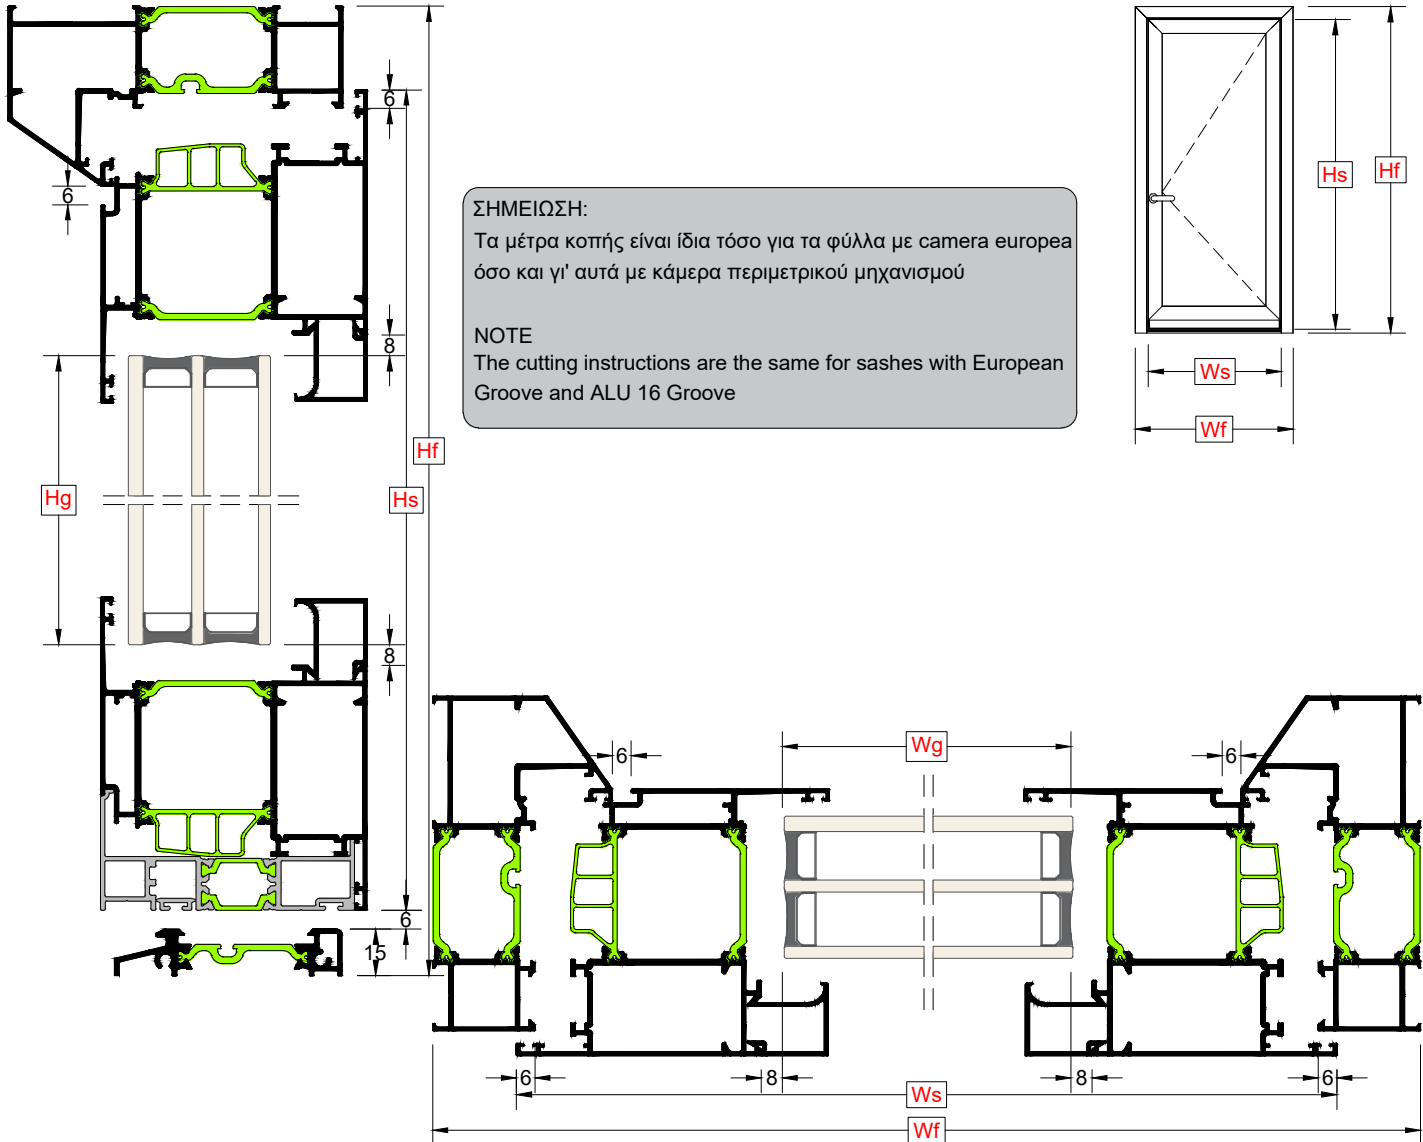 6
Hs
Hf
6
ΣΗΜΕΙΩΣΗ:
Τα μέτρα κοπής είναι ίδια τόσο για τα φύλλα με camera europea
όσο και γι' αυτά με κάμερα περιμετρικού μηχανισμού
NOTE
The cutting instructions are the same for sashes with European
Groove and ALU 16 Groove
8
Ws
Wf
Hf
Hg
Hs
8
6
Wg
6
6
15
6
8
8
6
Ws
Wf